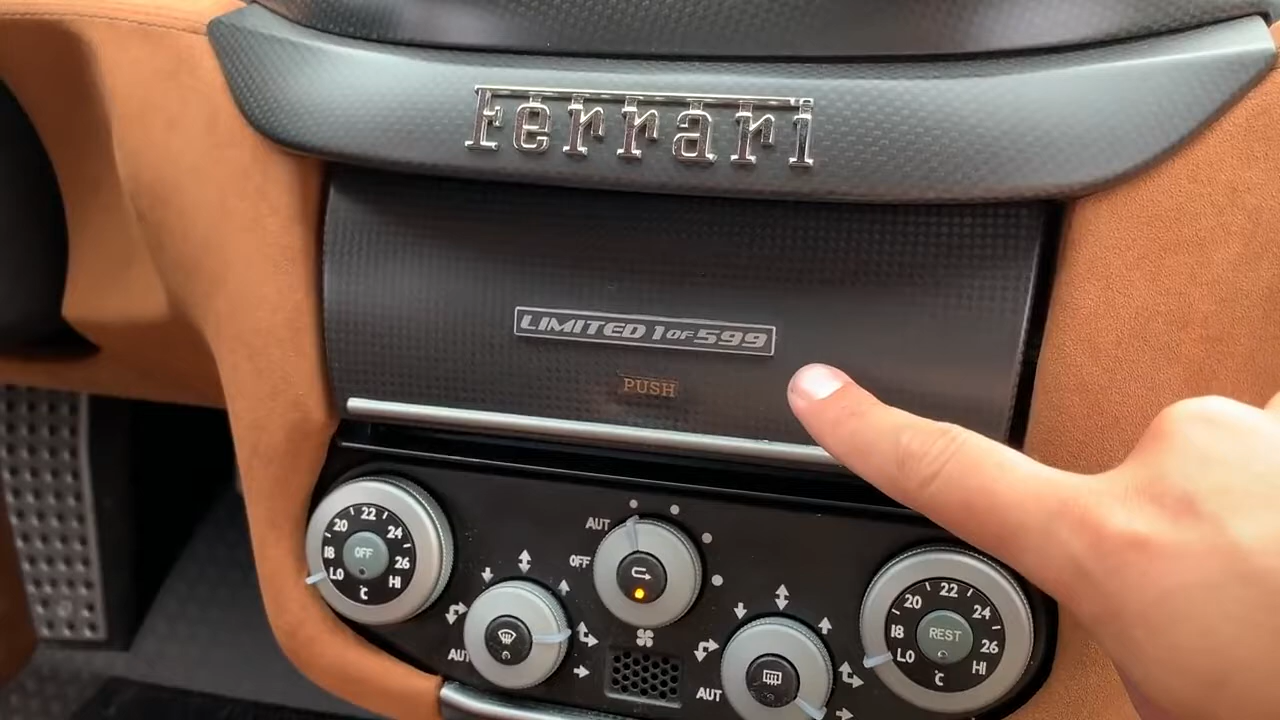 Ferrari
LIMITED 1 OF 599
PUSH
20 22 24
18 OFF 26
LO HI
°C
AUT
OFF
AUT
AUT
20 22 24
18 REST 26
LO HI
°C